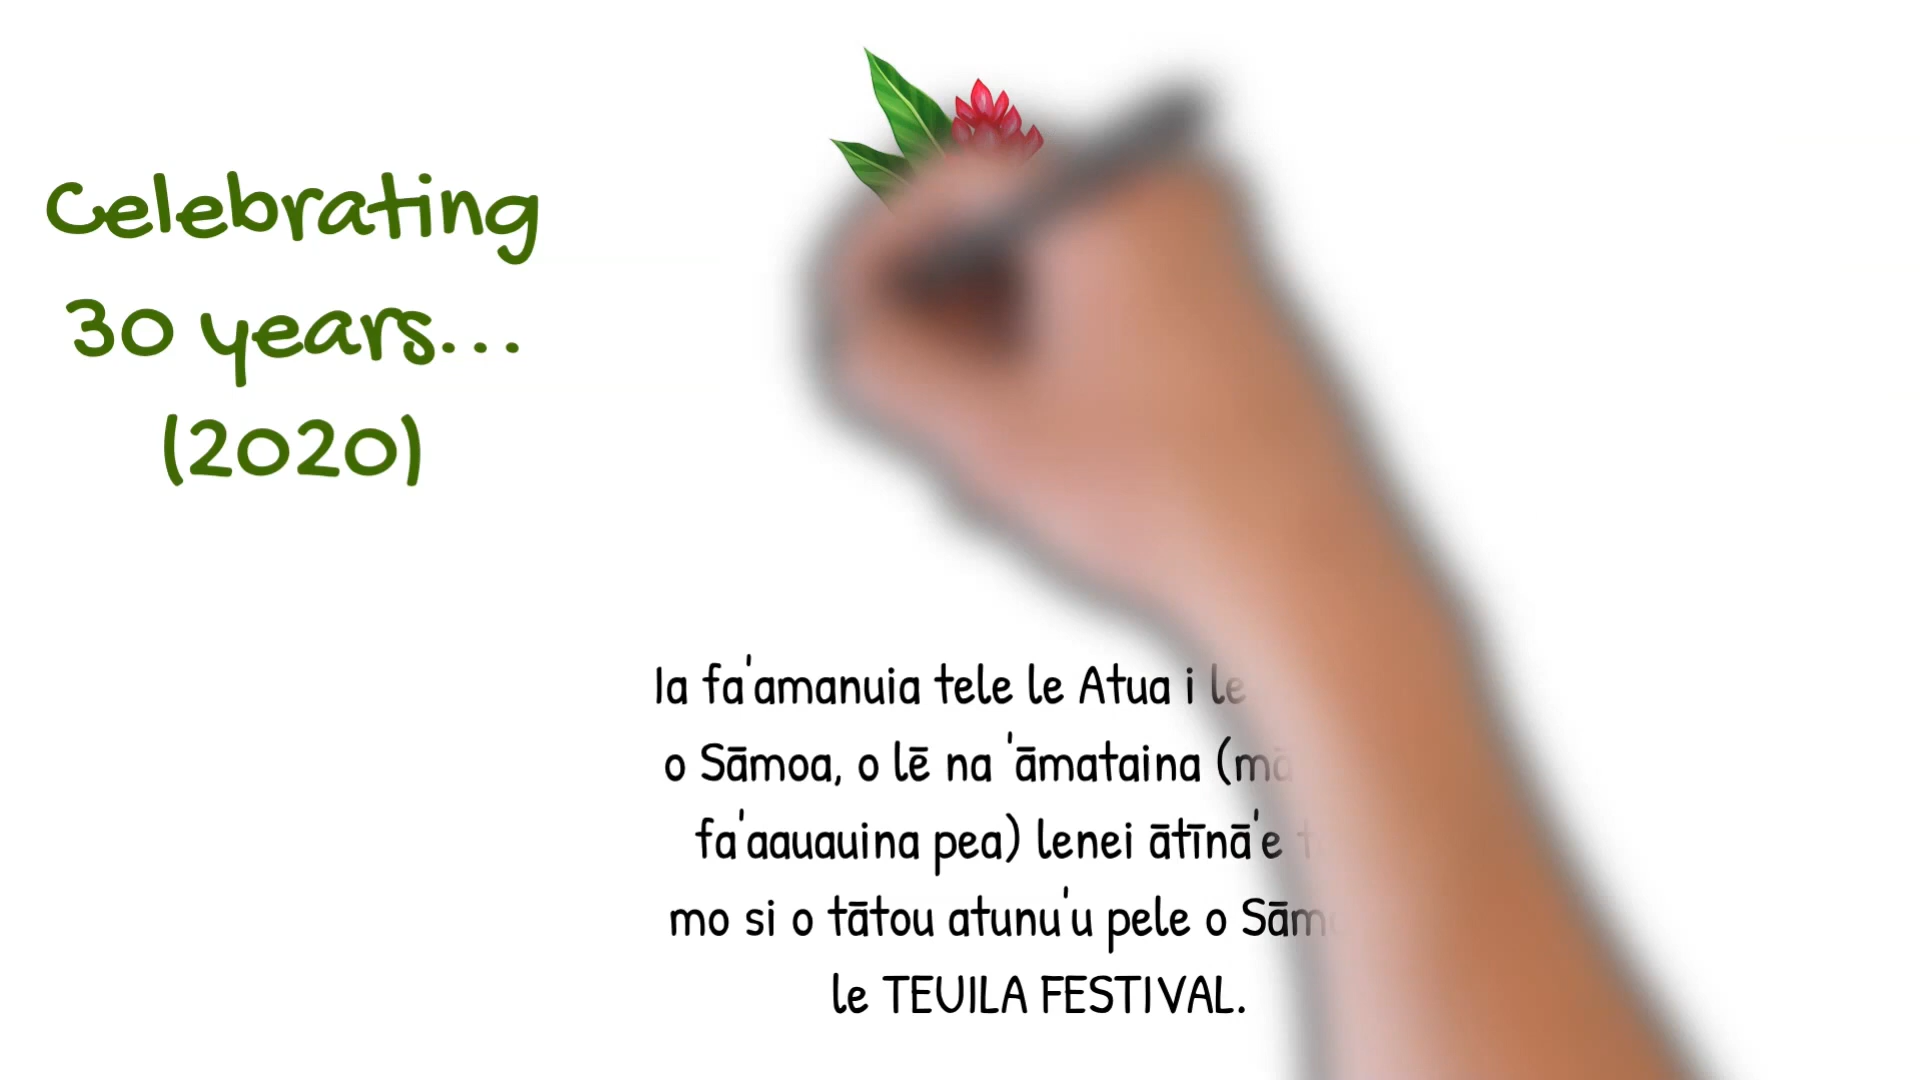 Celebrating
30 years...
(2020)
Ia fa'amanuia tele le Atua i le
o Sāmoa, o lē na 'āmataina
fa'aauauina pea) lenei ātīnā'e
mo si o tātou atunu'u pele o
le TEUILA FESTIVAL.